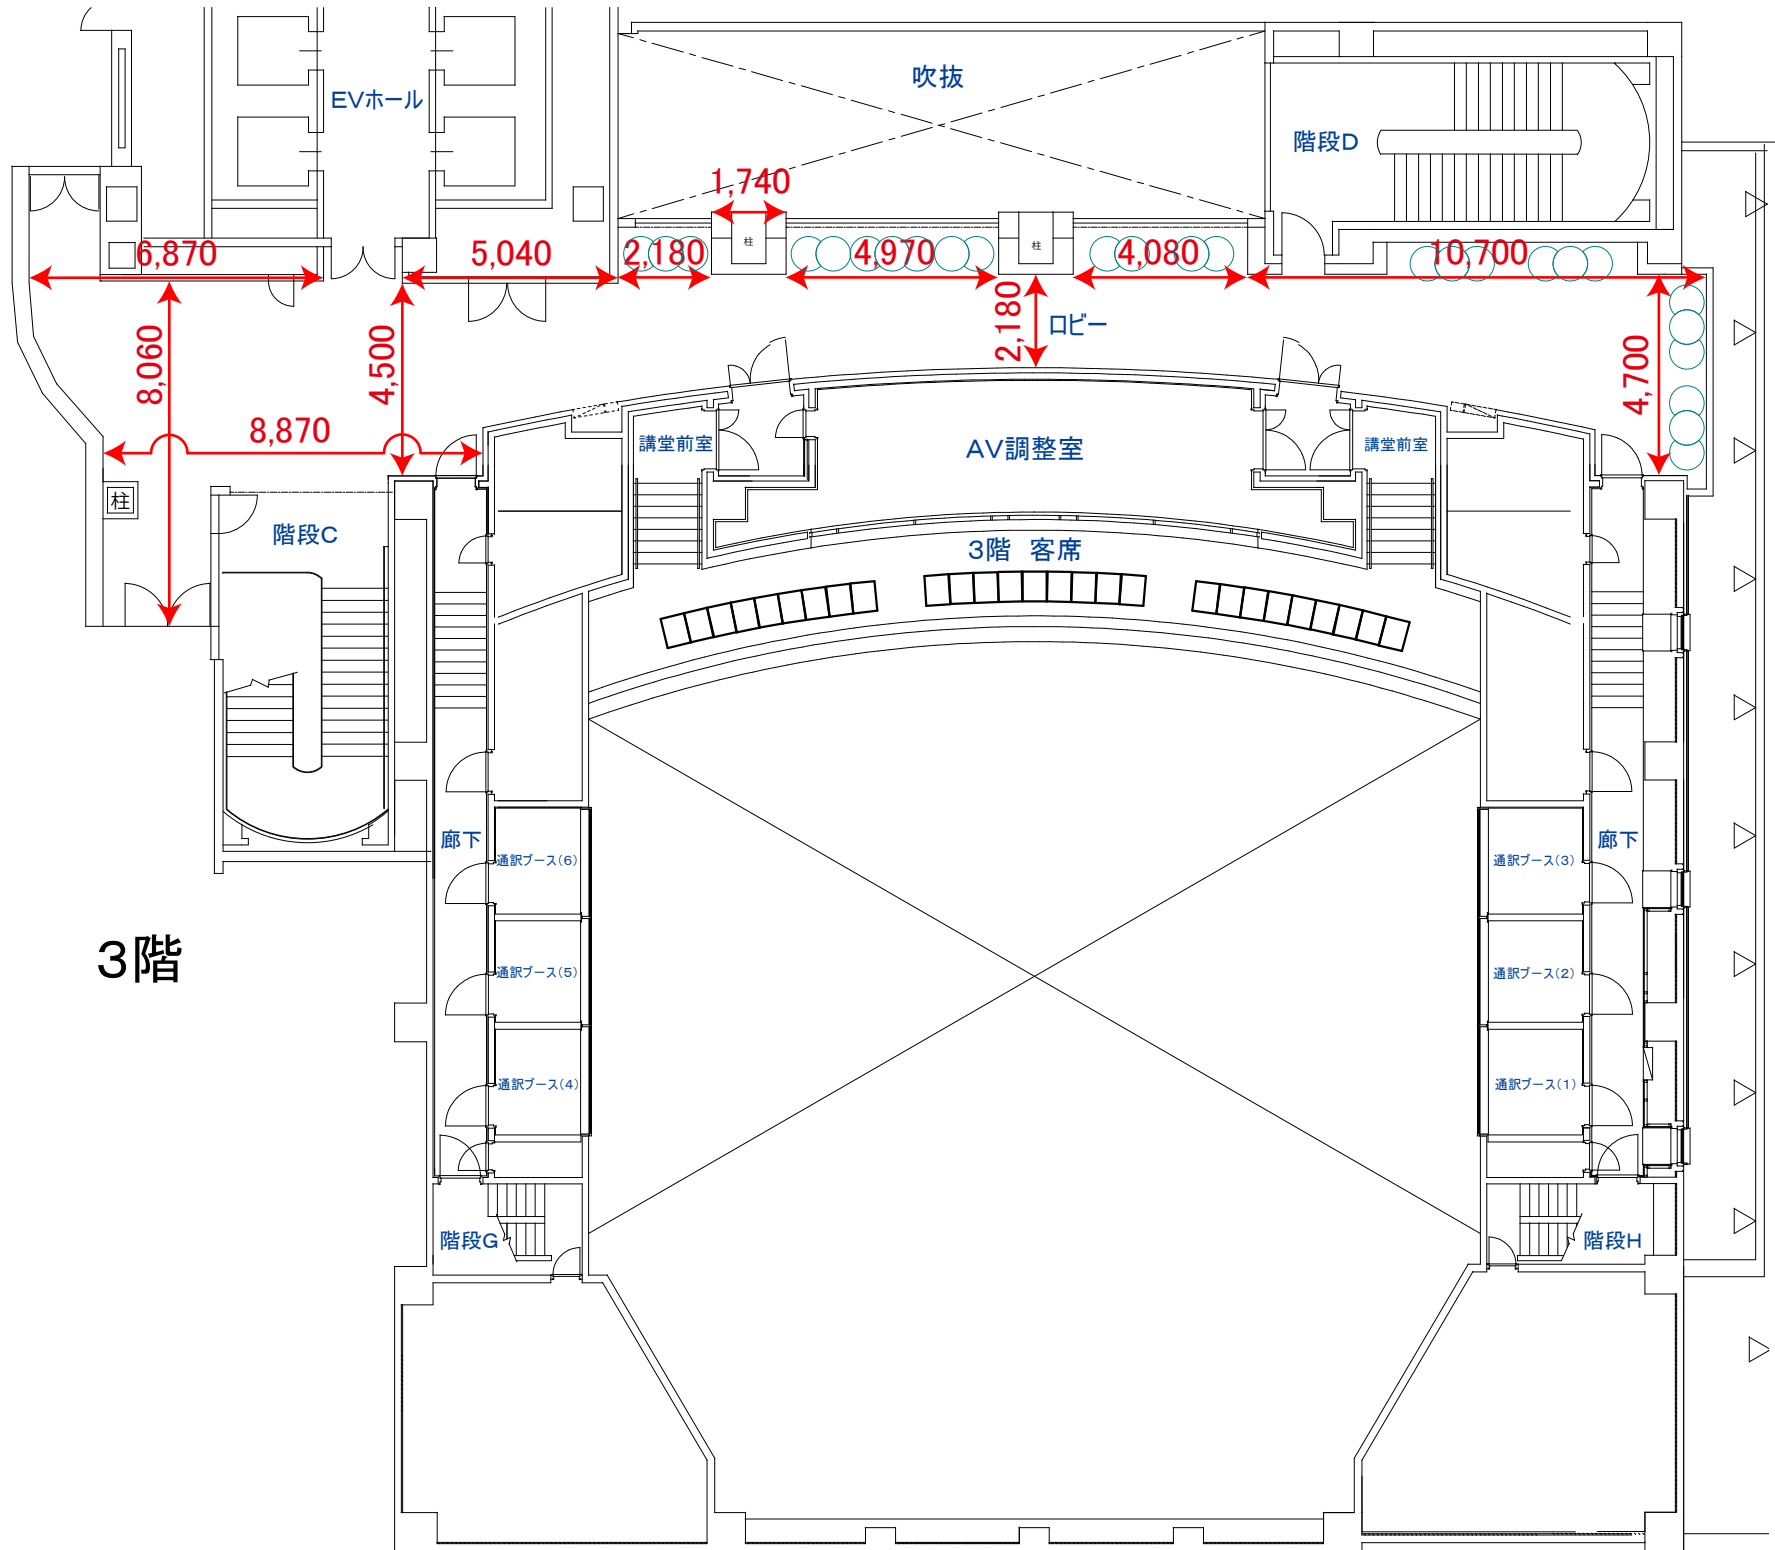 吹抜
EVホール
階段D
1,740
柱
柱
6,870
5,040
2,180
4,970
4,080
10,700
8,060
4,500
2,180
ロビー
4,700
8,870
講堂前室
AV調整室
講堂前室
柱
階段C
3階 客席
廊下
通訳ブース(6)
通訳ブース(3)
廊下
3階
通訳ブース(5)
通訳ブース(2)
通訳ブース(4)
通訳ブース(1)
階段G
階段H